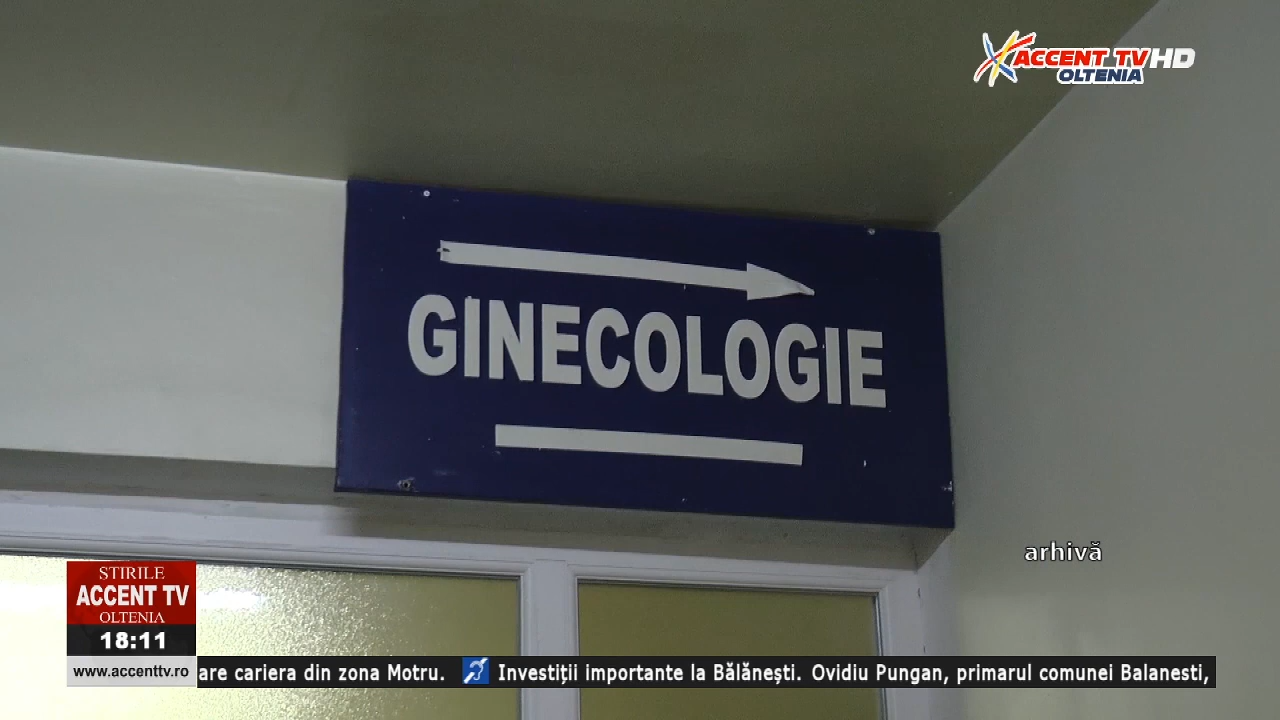 ACCENT TV HD
OLTENIA
GINECOLOGIE
arhivă
ȘTIRILE
ACCENT TV
OLTENIA
18:11
www.accenttv.ro are cariera din zona Motru. Investiții importante la Bălănești. Ovidiu Pungan, primarul comunei Balanesti,